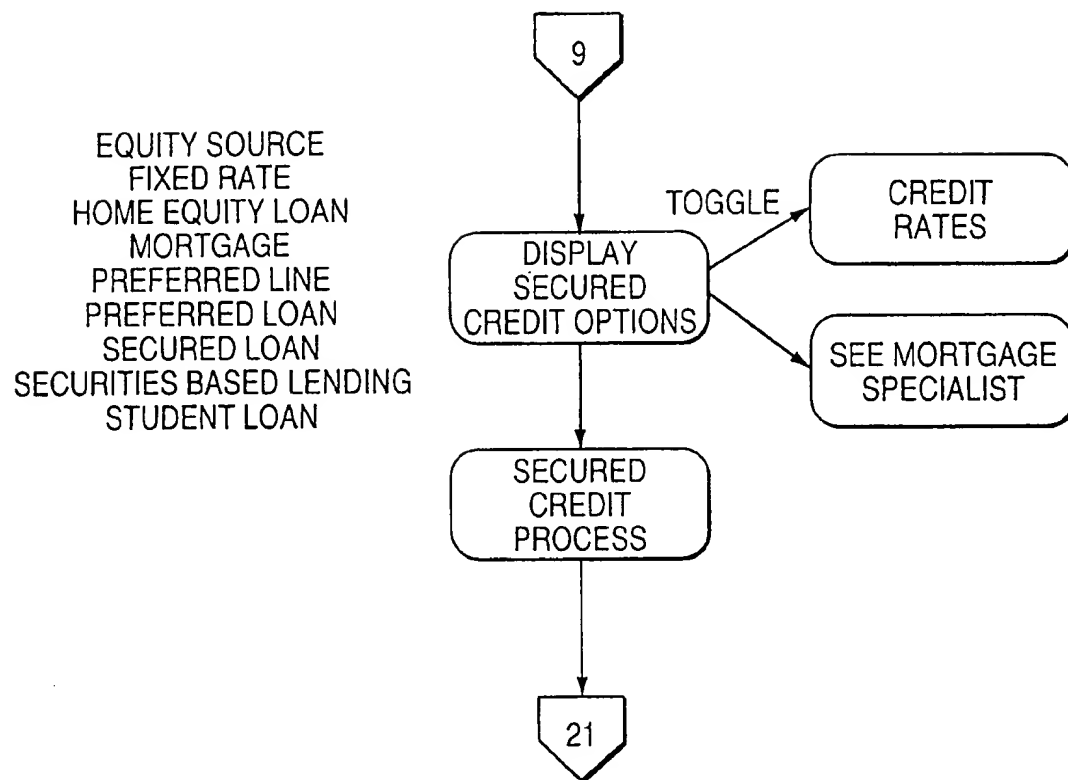 9
EQUITY SOURCE
FIXED RATE
HOME EQUITY LOAN
MORTGAGE
PREFERRED LINE
PREFERRED LOAN
SECURED LOAN
SECURITIES BASED LENDING
STUDENT LOAN
DISPLAY
SECURED
CREDIT OPTIONS
TOGGLE
CREDIT
RATES
SEE MORTGAGE
SPECIALIST
SECURED
CREDIT
PROCESS
21